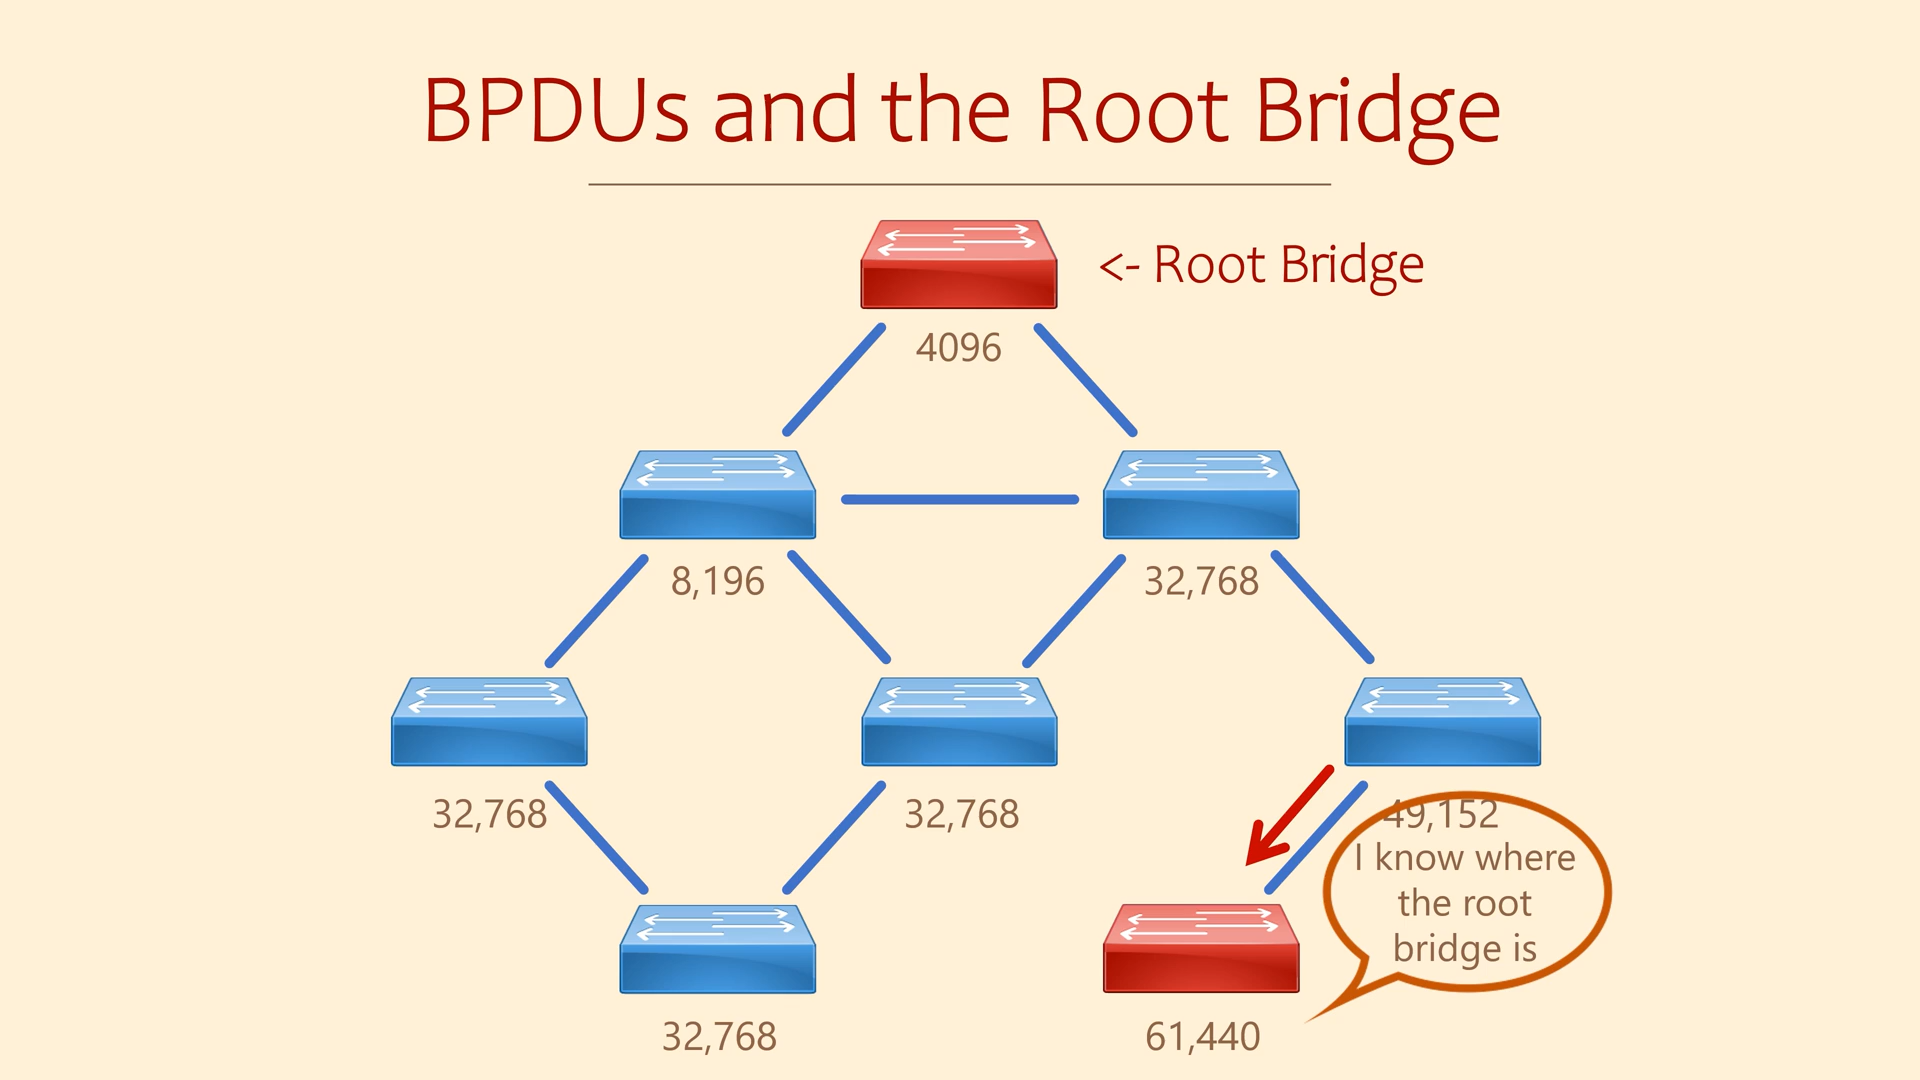 BPDUs and the Root Bridge
<- Root Bridge
4096
8,196
32,768
32,768
32,768
49,152
I know where
the root
bridge is
32,768
61,440